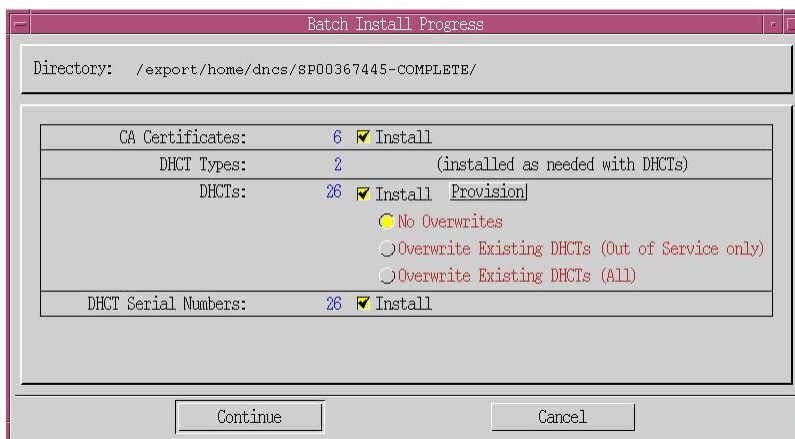 Batch Install Progress
Directory: /export/home/dncs/SP00367445-COMPLETE/
CA Certificates: 6 Install
DHCT Types: 2 (installed as needed with DHCTs)
DHCTs: 26 Install Provision
No Overwrites
Overwrite Existing DHCTs (Out of Service only)
Overwrite Existing DHCTs (All)
DHCT Serial Numbers: 26 Install
Continue Cancel